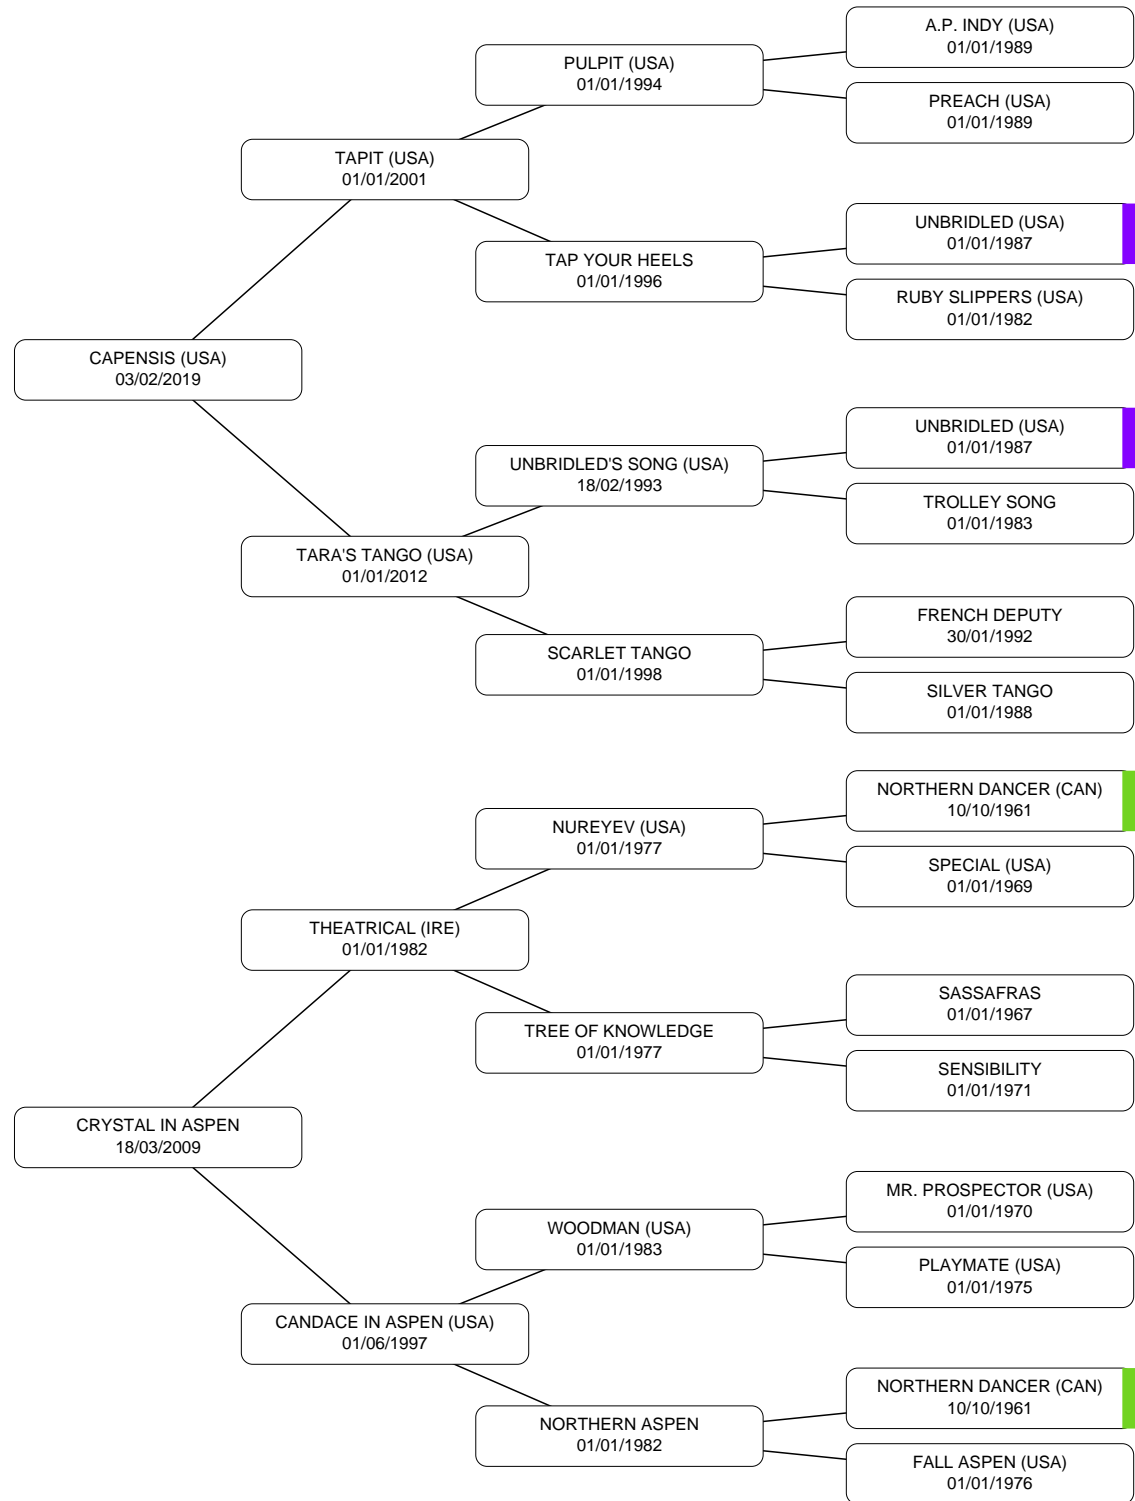 A.P. INDY (USA)
01/01/1989
PULPIT (USA)
01/01/1994
PREACH (USA)
01/01/1989
TAPIT (USA)
01/01/2001
UNBRIDLED (USA)
01/01/1987
TAP YOUR HEELS
01/01/1996
RUBY SLIPPERS (USA)
01/01/1982
CAPENSIS (USA)
03/02/2019
UNBRIDLED (USA)
01/01/1987
UNBRIDLED'S SONG (USA)
18/02/1993
TROLLEY SONG
01/01/1983
TARA'S TANGO (USA)
01/01/2012
FRENCH DEPUTY
30/01/1992
SCARLET TANGO
01/01/1998
SILVER TANGO
01/01/1988
NORTHERN DANCER (CAN)
10/10/1961
NUREYEV (USA)
01/01/1977
SPECIAL (USA)
01/01/1969
THEATRICAL (IRE)
01/01/1982
SASSAFRAS
01/01/1967
TREE OF KNOWLEDGE
01/01/1977
SENSIBILITY
01/01/1971
CRYSTAL IN ASPEN
18/03/2009
MR. PROSPECTOR (USA)
01/01/1970
WOODMAN (USA)
01/01/1983
PLAYMATE (USA)
01/01/1975
CANDACE IN ASPEN (USA)
01/06/1997
NORTHERN DANCER (CAN)
10/10/1961
NORTHERN ASPEN
01/01/1982
FALL ASPEN (USA)
01/01/1976